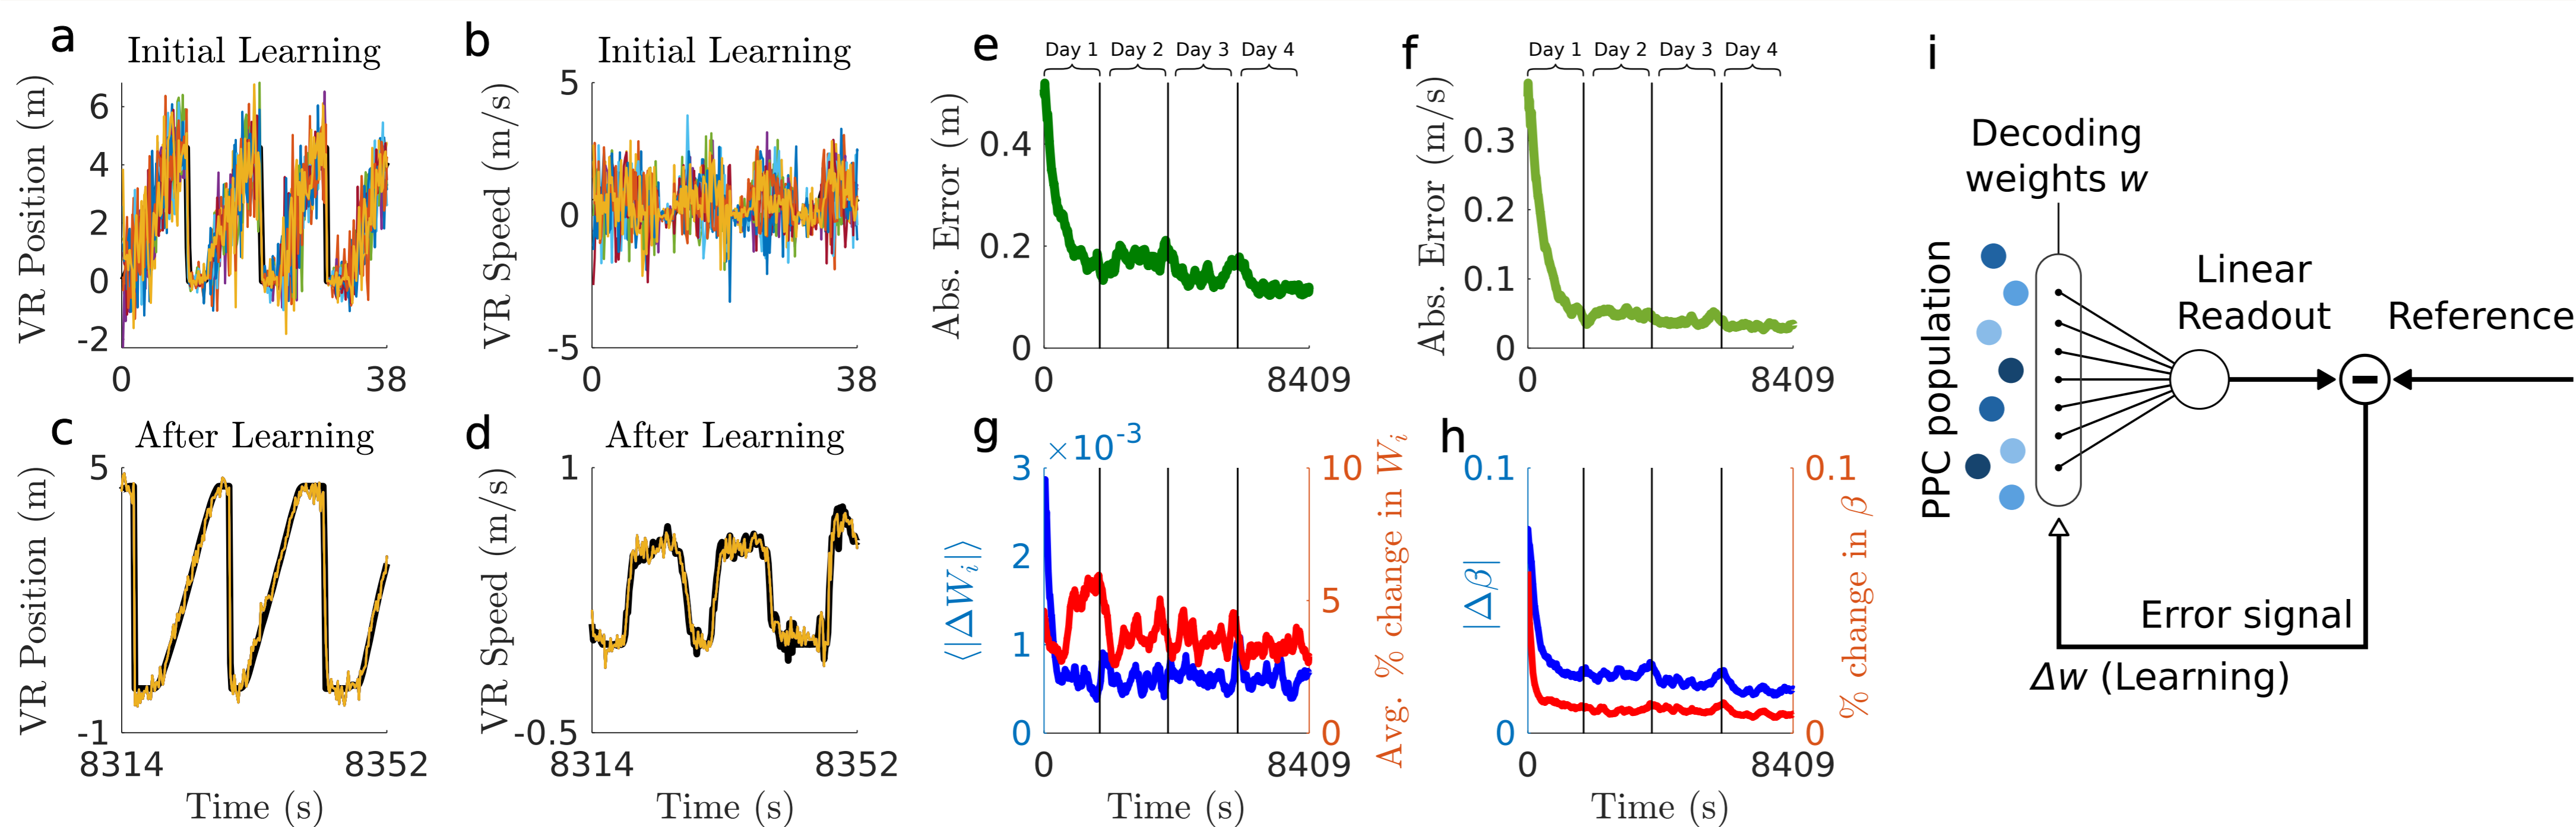 a
Initial Learning
VR Position (m)
6
4
2
0
-2
0
38
b
Initial Learning
VR Speed (m/s)
5
0
-5
0
38
c
After Learning
VR Position (m)
5
-1
8314
8352
Time (s)
d
After Learning
VR Speed (m/s)
1
-0.5
8314
8352
Time (s)
e
Day 1 Day 2 Day 3 Day 4
Abs. Error (m)
0.4
0.2
0
0
8409
f
Day 1 Day 2 Day 3 Day 4
Abs. Error (m/s)
0.3
0.2
0.1
0
0
8409
g
×10⁻³
⟨|ΔWᵢ|⟩
3
2
1
0
10
5
0
Avg. % change in Wᵢ
0
8409
Time (s)
h
|Δβ|
0.1
0
0.1
0
% change in β
0
8409
Time (s)
i
Decoding
weights w
PPC population
Linear
Readout
Reference
Error signal
Δw (Learning)